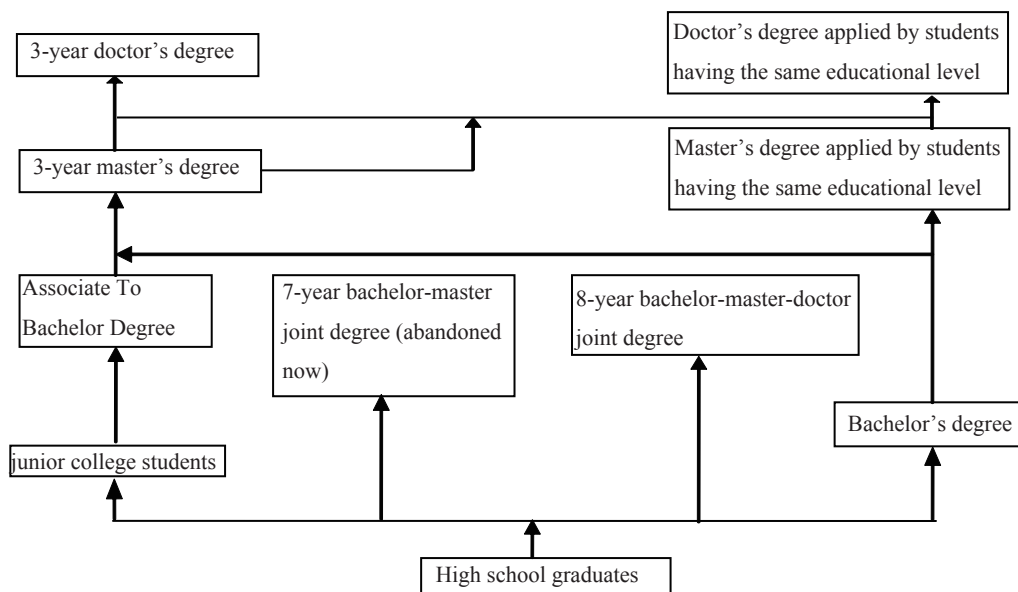 3-year doctor’s degree
Doctor’s degree applied by students
having the same educational level
3-year master’s degree
Master’s degree applied by students
having the same educational level
Associate To
Bachelor Degree
7-year bachelor-master
joint degree (abandoned
now)
8-year bachelor-master-doctor
joint degree
Bachelor’s degree
junior college students
High school graduates